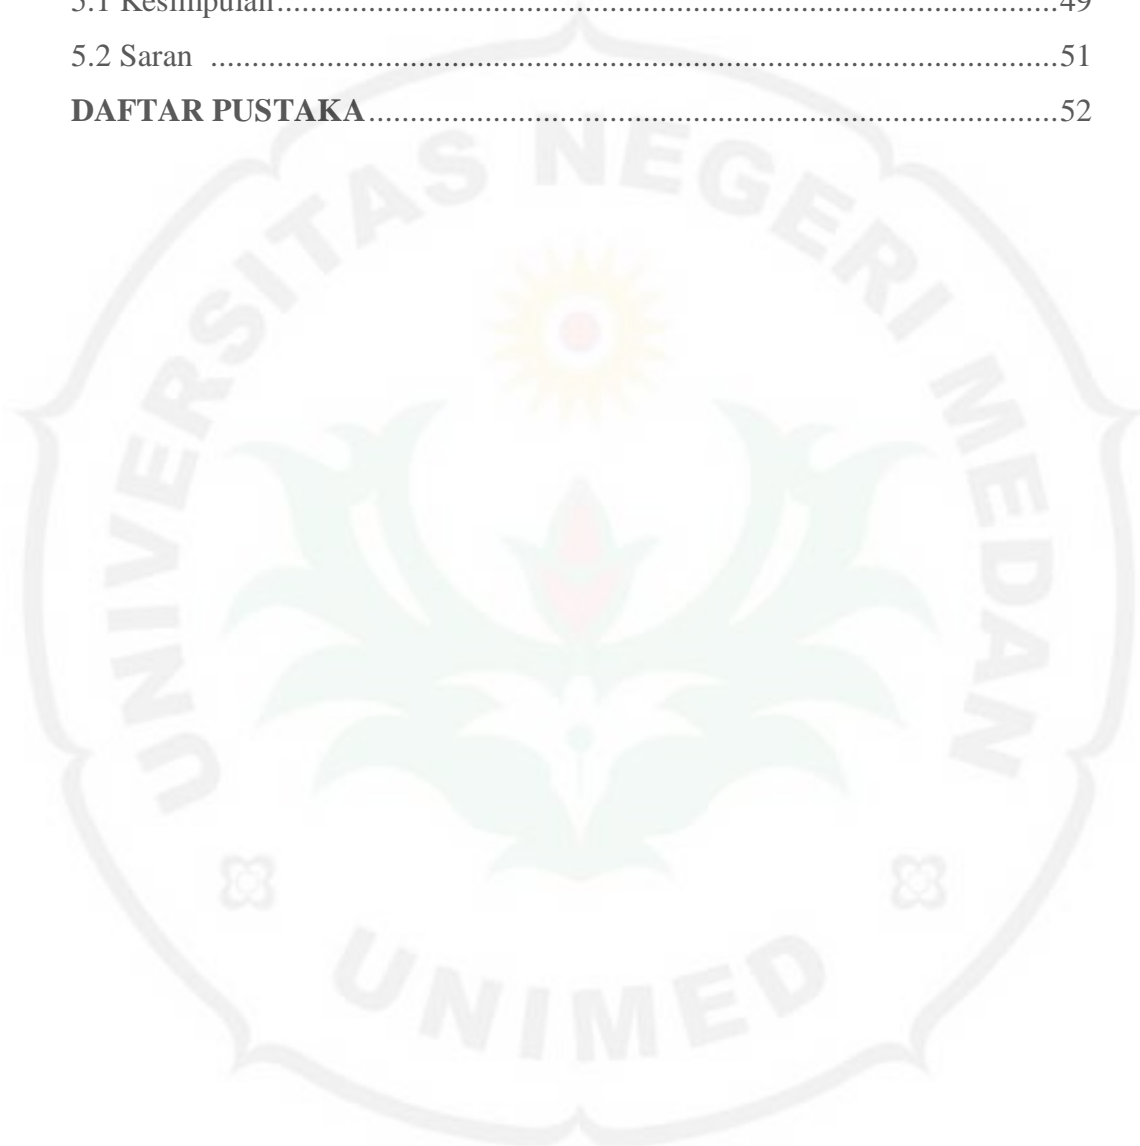 5.1 Kesimpulan................................................................................................49
5.2 Saran ........................................................................................................51
DAFTAR PUSTAKA.....................................................................................52
UNIVERSITAS NEGERI MEDAN
UNIMED